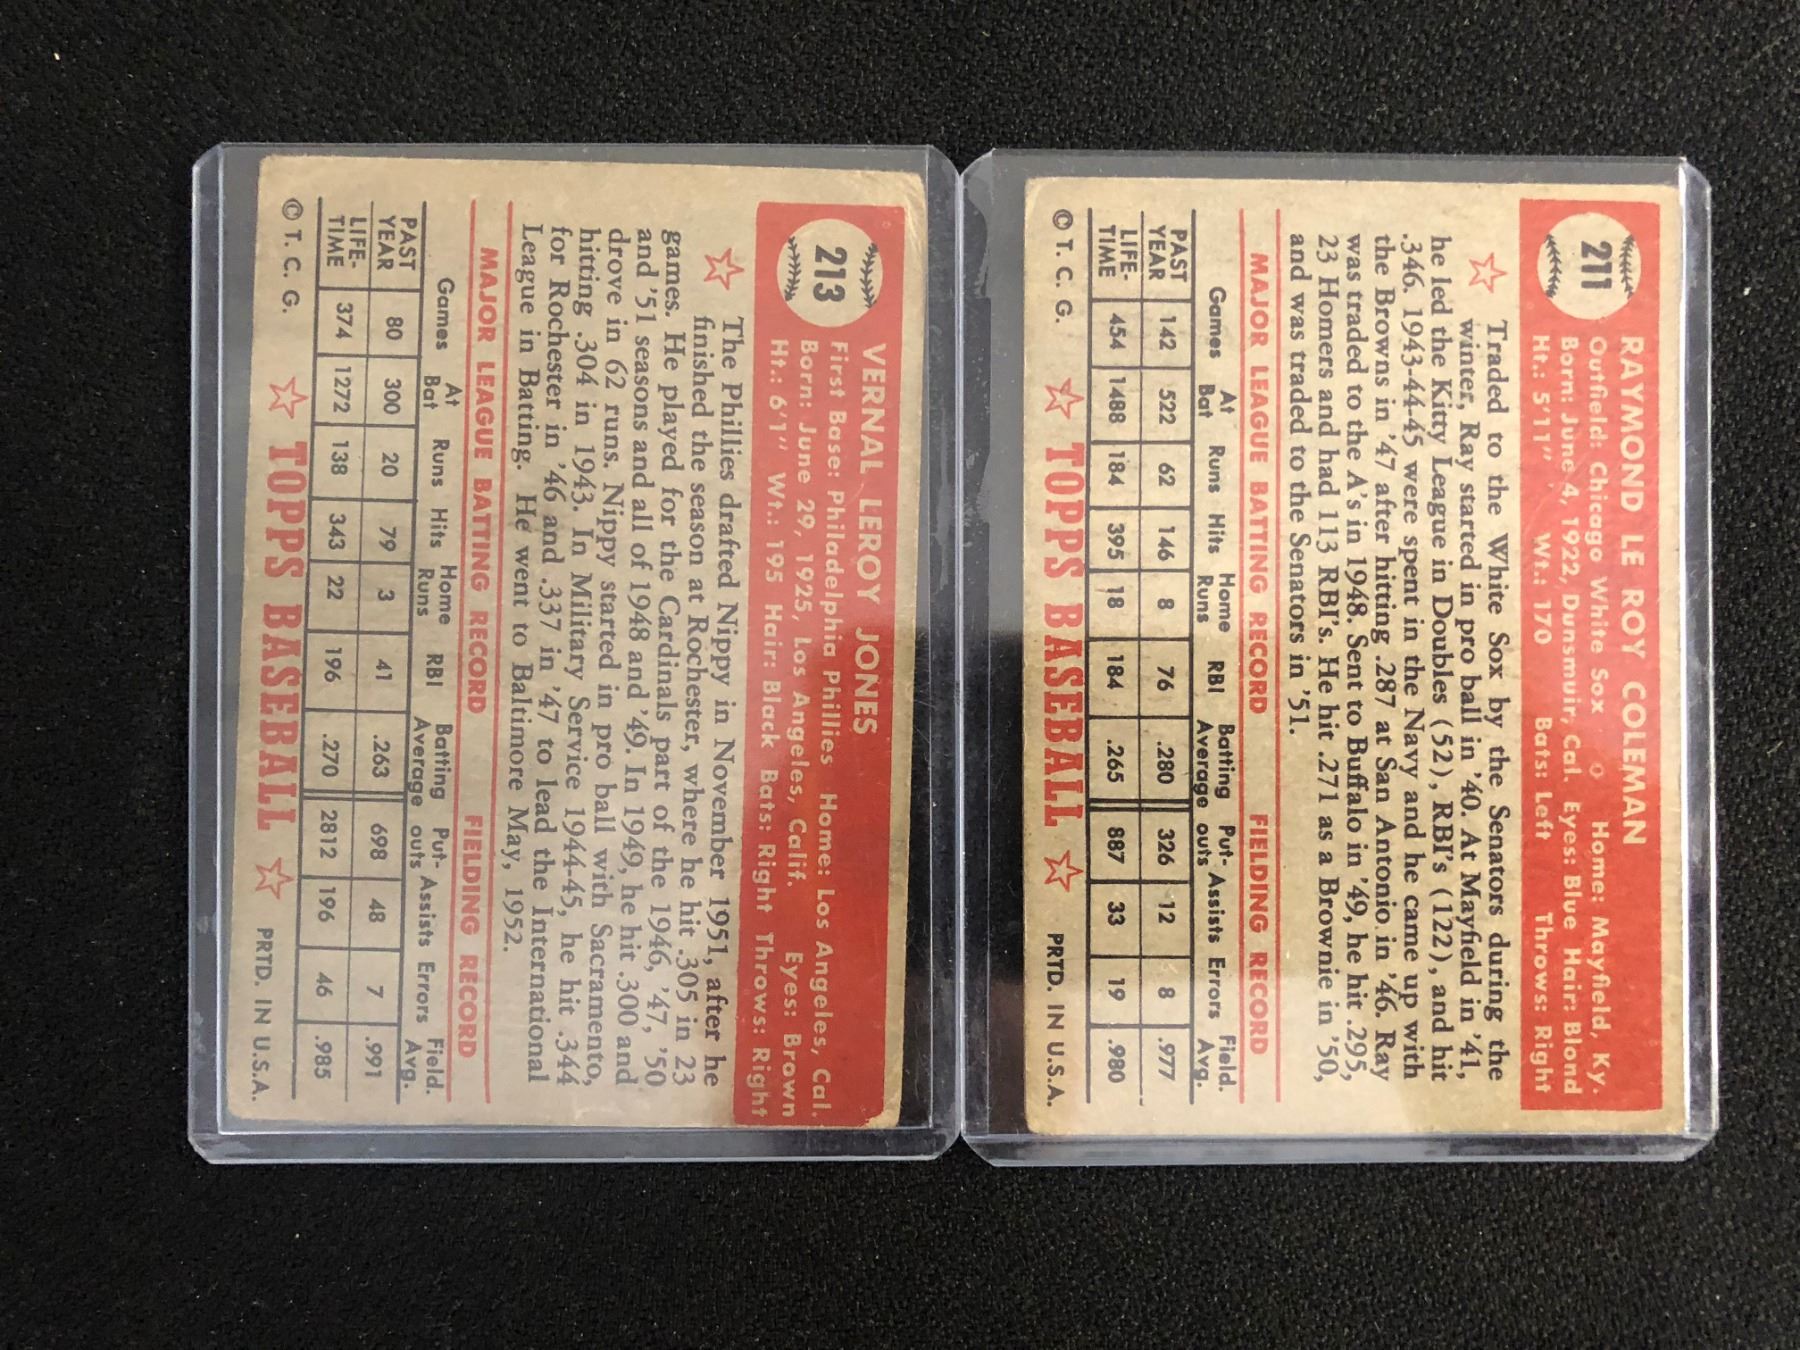 211
RAYMOND LE ROY COLEMAN
Outfield: Chicago White Sox Home: Mayfield, Ky.
Born: June 4, 1922, Dunsmuir, Cal. Eyes: Blue Hair: Blond
Ht.: 5'11" Wt.: 170 Bats: Left Throws: Right
Traded to the White Sox by the Senators during the
winter, Ray started in pro ball in '40. At Mayfield in '41,
he led the Kitty League in Doubles (52), RBI's (122), and hit
.346. 1943-44-45 were spent in the Navy and he came up with
the Browns in '47 after hitting .287 at San Antonio in '46. Ray
was traded to the A's in 1948. Sent to Buffalo in '49, he hit .295,
23 Homers and had 113 RBI's. He hit .271 as a Brownie in '50,
and was traded to the Senators in '51.
MAJOR LEAGUE BATTING RECORD FIELDING RECORD
Games At Bat Runs Hits Home Runs RBI Batting Average Put-outs Assists Errors Field. Avg.
PAST YEAR 142 522 62 146 8 76 .280 326 12 8 .977
LIFE-TIME 454 1488 184 395 18 184 .265 887 33 19 .980
© T. C. G. TOPPS BASEBALL PRTD. IN U.S.A.
213
VERNAL LEROY JONES
First Base: Philadelphia Phillies Home: Los Angeles, Cal.
Born: June 29, 1925, Los Angeles, Calif. Eyes: Brown
Ht.: 6'1" Wt.: 195 Hair: Black Bats: Right Throws: Right
The Phillies drafted Nippy in November 1951, after he
finished the season at Rochester, where he hit .305 in 23
games. He played for the Cardinals part of the 1946, '47, '50
and '51 seasons and all of 1948 and '49. In 1949, he hit .300 and
drove in 62 runs. Nippy started in pro ball with Sacramento,
hitting .304 in 1943. In Military Service 1944-45, he hit .344
for Rochester in '46 and .337 in '47 to lead the International
League in Batting. He went to Baltimore May, 1952.
MAJOR LEAGUE BATTING RECORD FIELDING RECORD
Games At Bat Runs Hits Home Runs RBI Batting Average Put-outs Assists Errors Field. Avg.
PAST YEAR 80 300 20 79 3 41 .263 698 48 7 .991
LIFE-TIME 374 1272 138 343 22 196 .270 2812 196 46 .985
© T. C. G. TOPPS BASEBALL PRTD. IN U.S.A.